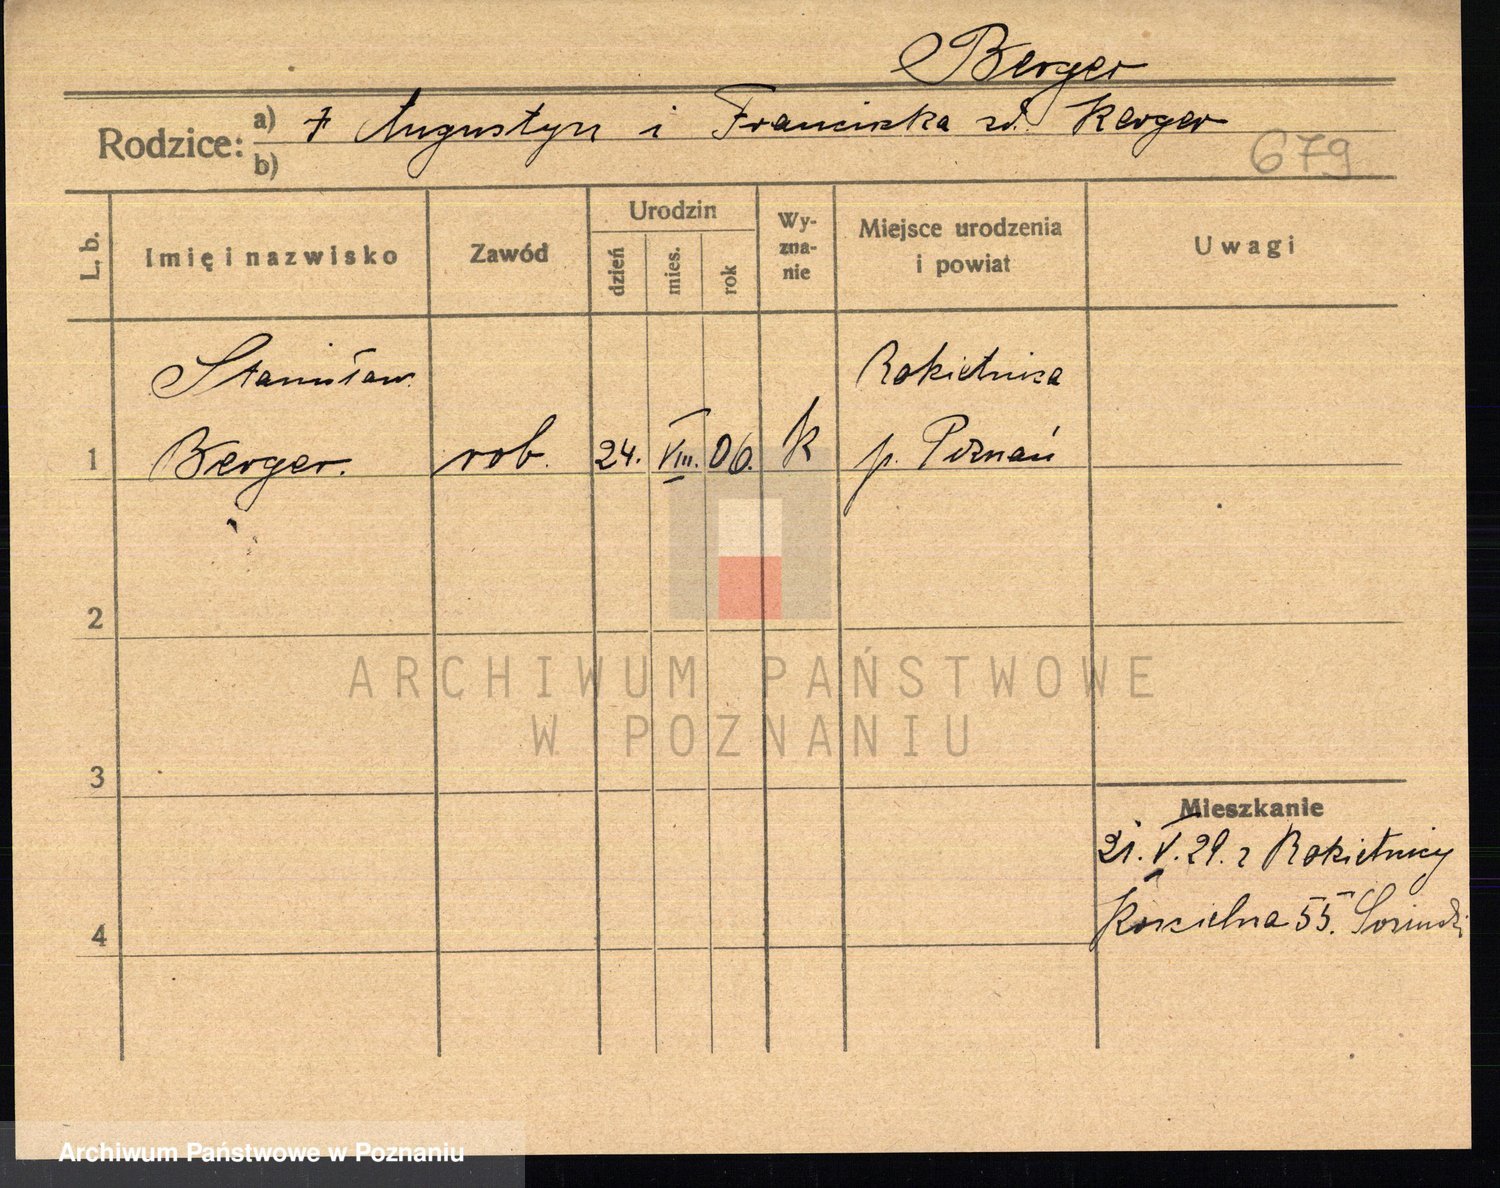 Berger
Rodzice: a) † Augustyn i Franciszka zd. Kerger
b)
679
L. b. Imię i nazwisko Zawód Urodzin dzień mies. rok Wy-zna-nie Miejsce urodzenia i powiat Uwagi
Stanisław Rokietnica
1 Berger. rob. 24. VIII. 06. k p. Poznań
2
ARCHIWUM PAŃSTWOWE
W POZNANIU
3
Mieszkanie
21. V. 29. z Rokietnicy
4 Kościelna 55.
Archiwum Państwowe w Poznaniu